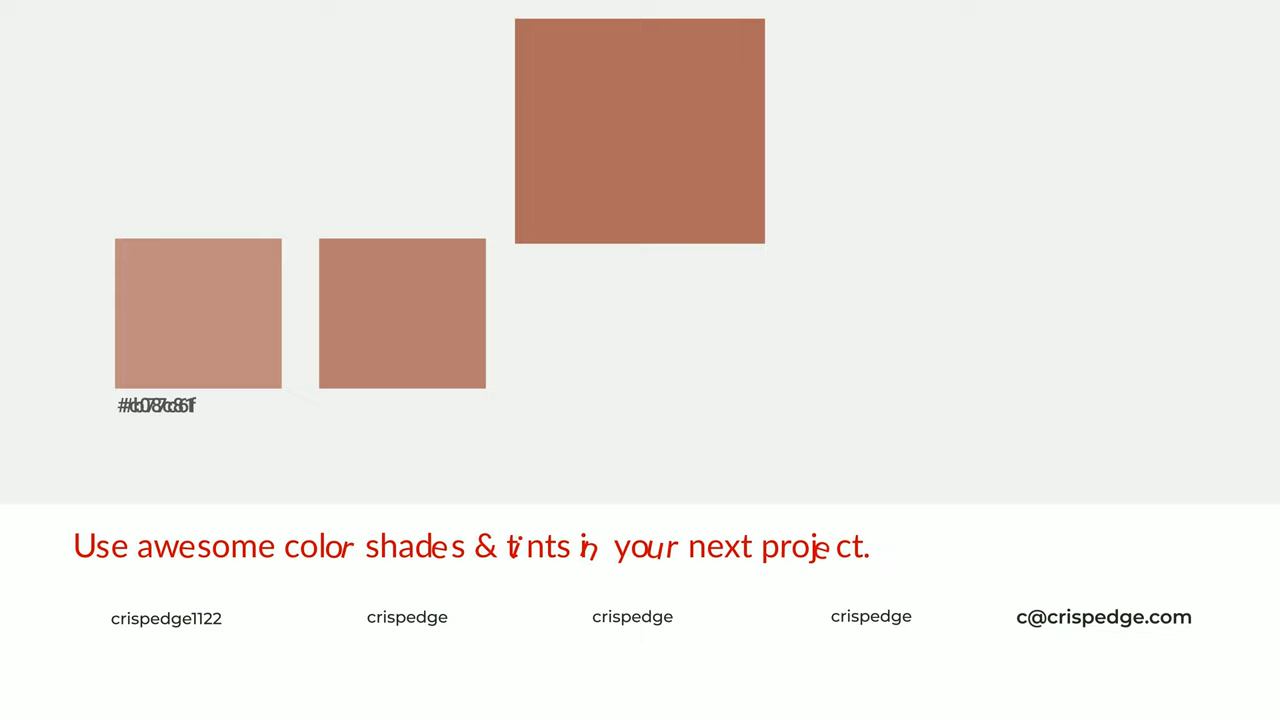 Use awesome color shades & tints in your next project.
crispedge1122 crispedge crispedge crispedge c@crispedge.com